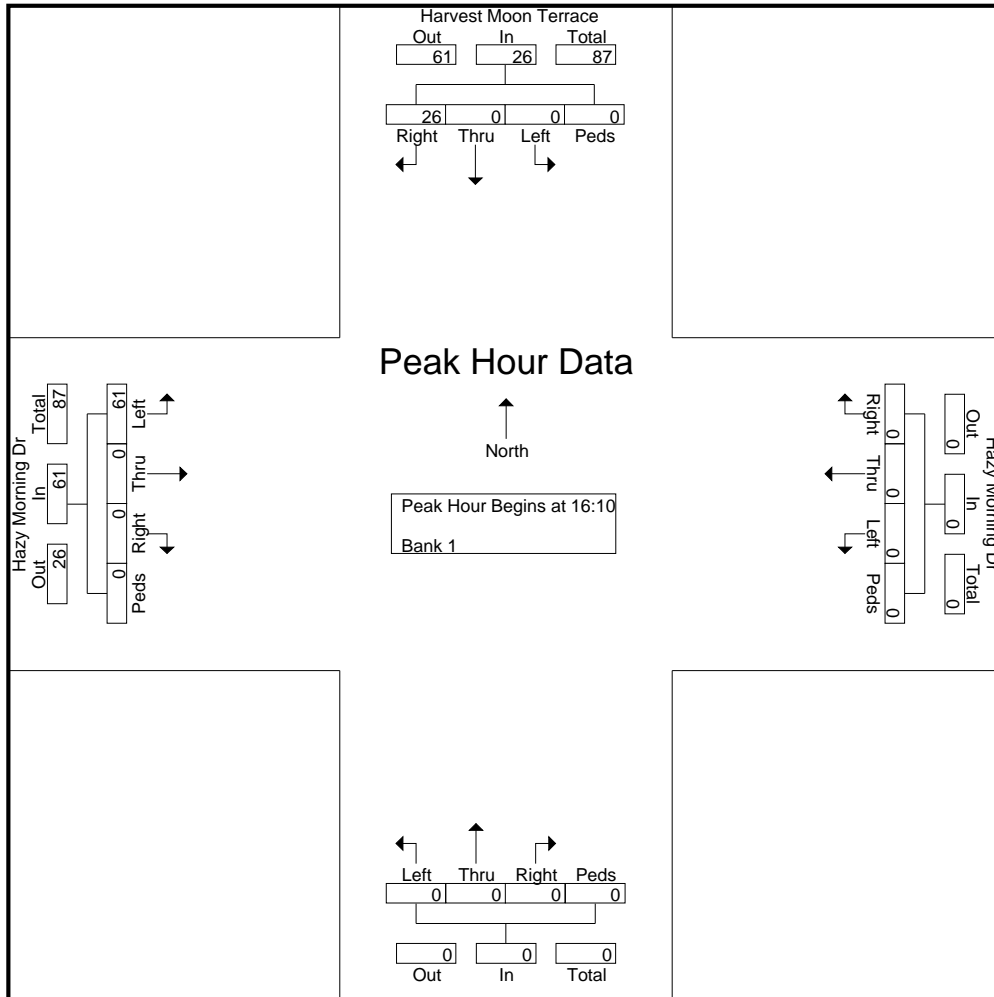 Harvest Moon Terrace
Out In Total
61 26 87
26 0 0 0
Right Thru Left Peds
Peak Hour Data
North
Peak Hour Begins at 16:10
Bank 1
Hazy Morning Dr
Total In Out
87 61 26
61 0 0 0
Left Thru Right Peds
Hazy Morning Dr
Out In Total
0 0 0
0 0 0 0
Right Thru Left Peds
Left Thru Right Peds
0 0 0 0
0 0 0
Out In Total